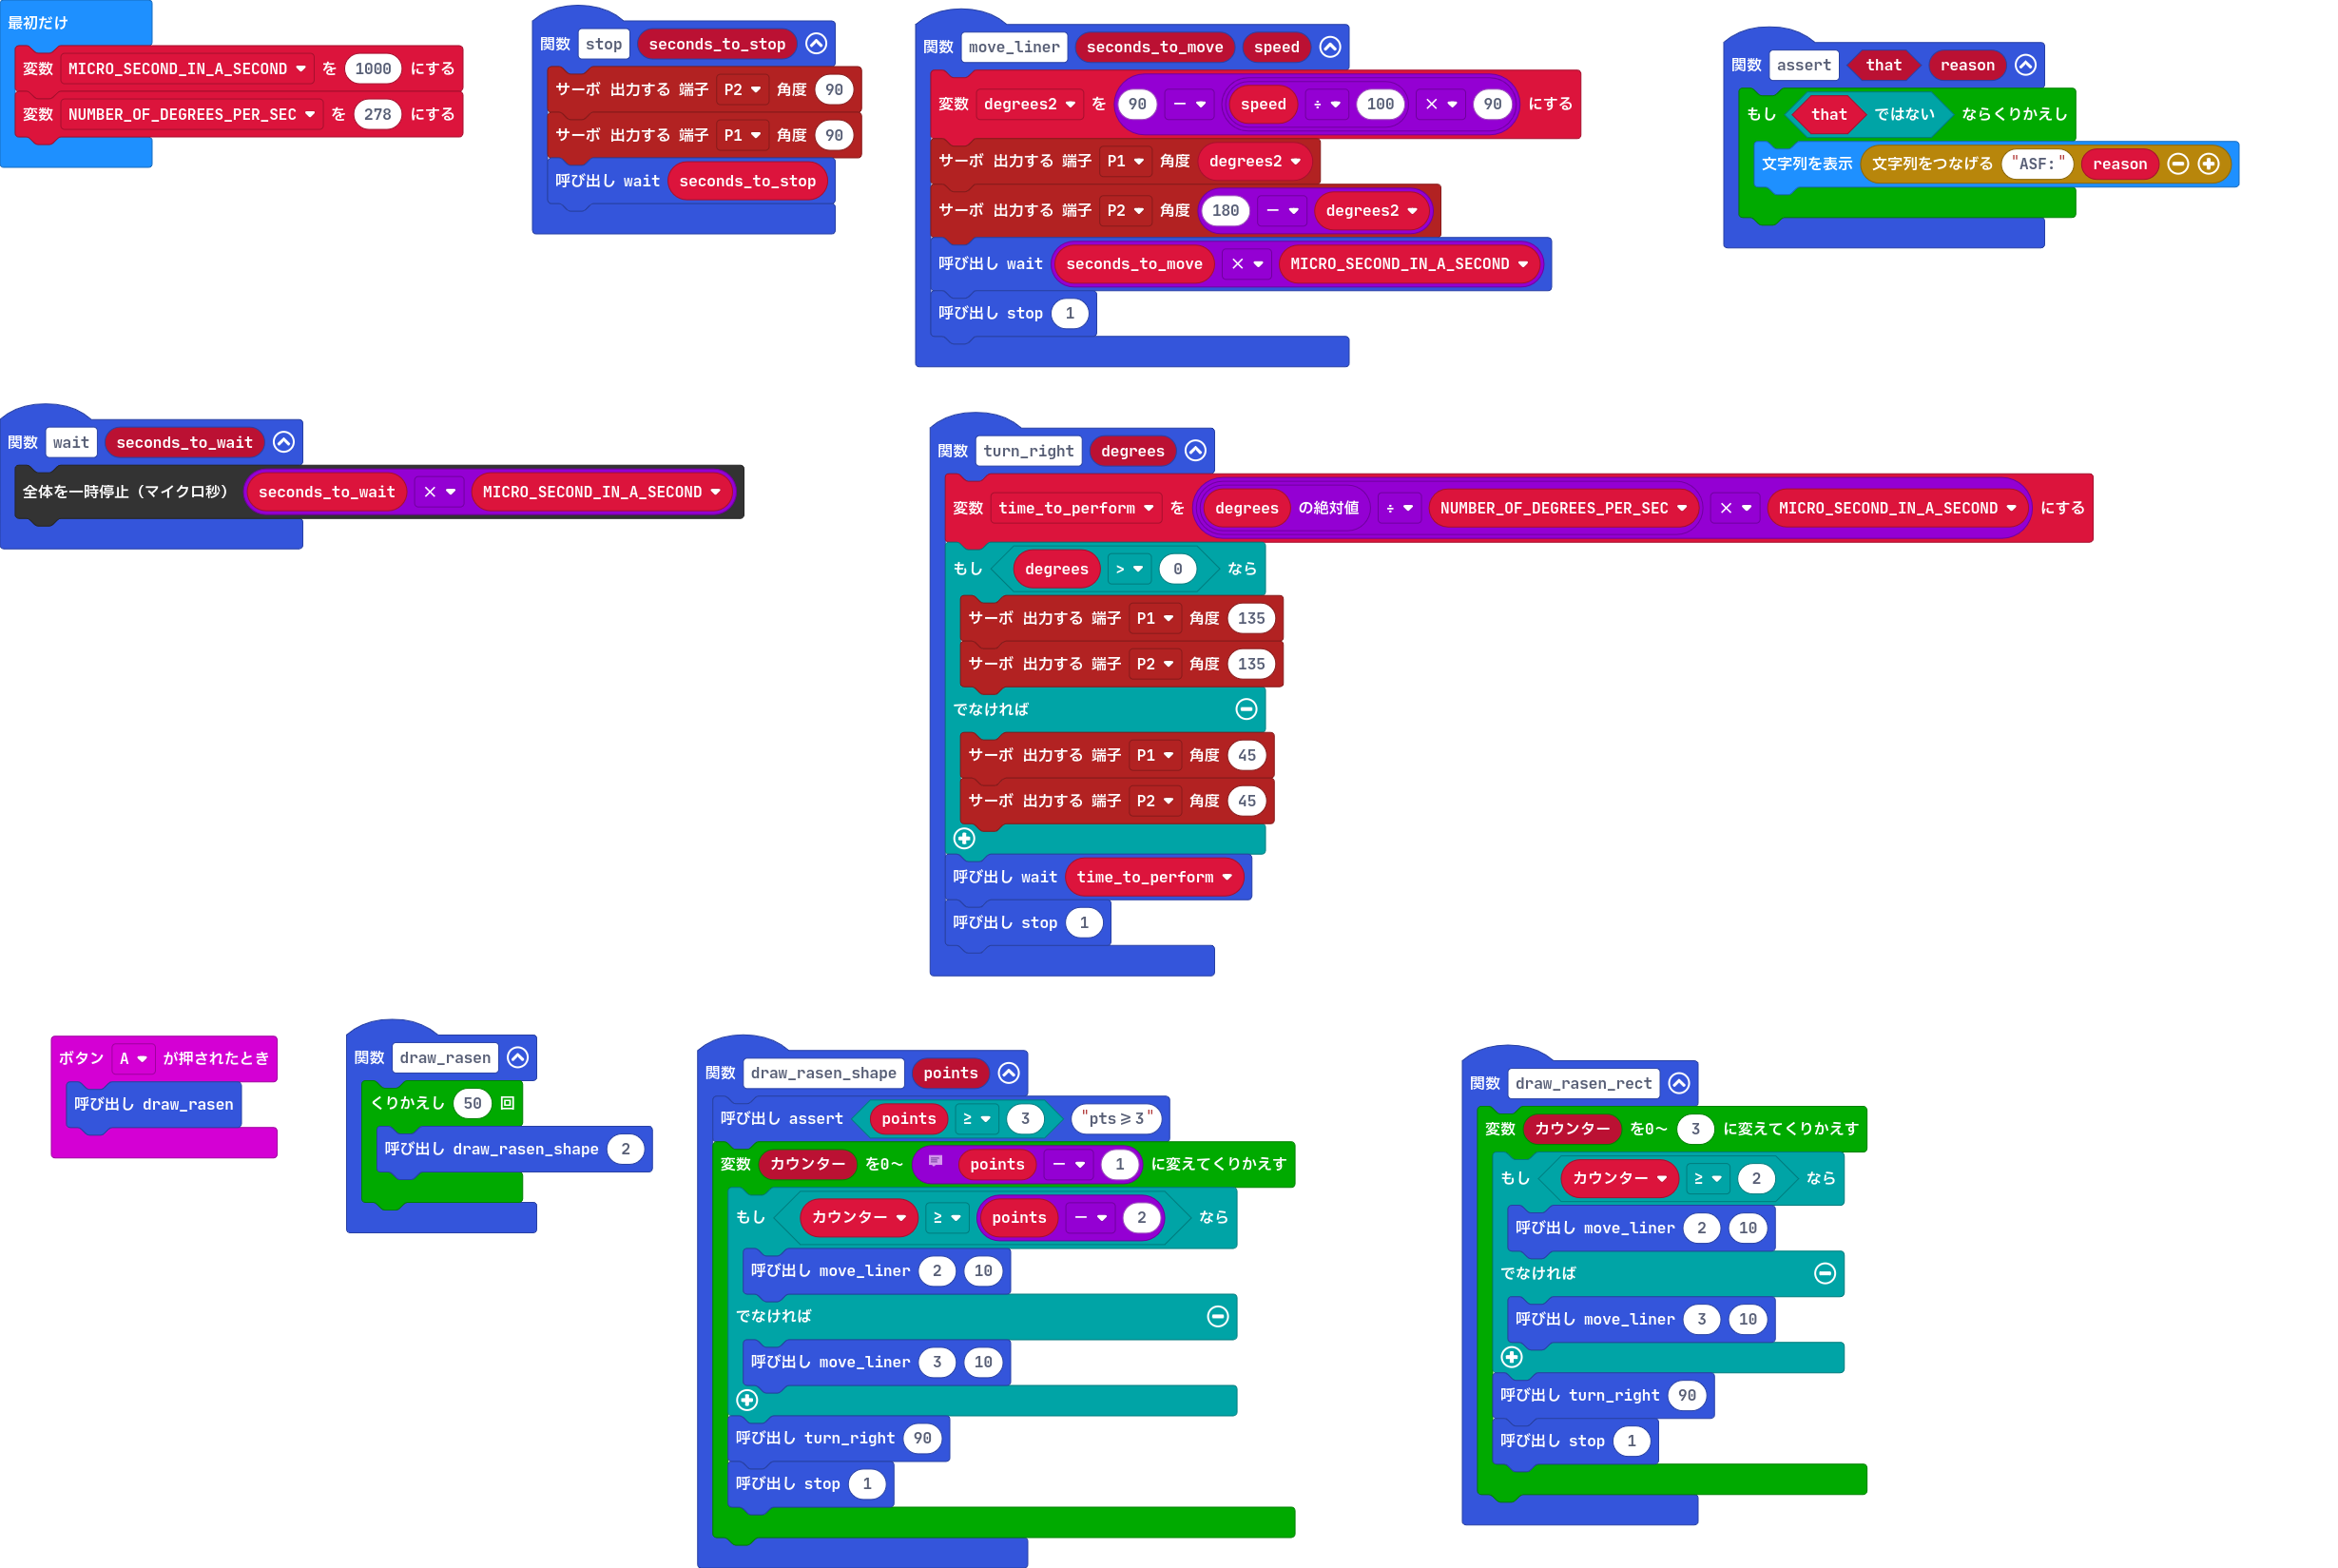 最初だけ
変数 MICRO_SECOND_IN_A_SECOND を 1000 にする
変数 NUMBER_OF_DEGREES_PER_SEC を 278 にする
関数 stop seconds_to_stop
サーボ 出力する 端子 P2 角度 90
サーボ 出力する 端子 P1 角度 90
呼び出し wait seconds_to_stop
関数 move_liner seconds_to_move speed
変数 degrees2 を 90 − speed ÷ 100 × 90 にする
サーボ 出力する 端子 P1 角度 degrees2
サーボ 出力する 端子 P2 角度 180 − degrees2
呼び出し wait seconds_to_move × MICRO_SECOND_IN_A_SECOND
呼び出し stop 1
関数 assert that reason
もし that ではない ならくりかえし
文字列を表示 文字列をつなげる "ASF:" reason
関数 wait seconds_to_wait
全体を一時停止（マイクロ秒） seconds_to_wait × MICRO_SECOND_IN_A_SECOND
関数 turn_right degrees
変数 time_to_perform を degrees の絶対値 ÷ NUMBER_OF_DEGREES_PER_SEC × MICRO_SECOND_IN_A_SECOND にする
もし degrees > 0 なら
サーボ 出力する 端子 P1 角度 135
サーボ 出力する 端子 P2 角度 135
でなければ
サーボ 出力する 端子 P1 角度 45
サーボ 出力する 端子 P2 角度 45
呼び出し wait time_to_perform
呼び出し stop 1
ボタン A が押されたとき
呼び出し draw_rasen
関数 draw_rasen
くりかえし 50 回
呼び出し draw_rasen_shape 2
関数 draw_rasen_shape points
呼び出し assert points ≥ 3 "pts≥3"
変数 カウンター を0～ points − 1 に変えてくりかえす
もし カウンター ≥ points − 2 なら
呼び出し move_liner 2 10
でなければ
呼び出し move_liner 3 10
呼び出し turn_right 90
呼び出し stop 1
関数 draw_rasen_rect
変数 カウンター を0～ 3 に変えてくりかえす
もし カウンター ≥ 2 なら
呼び出し move_liner 2 10
でなければ
呼び出し move_liner 3 10
呼び出し turn_right 90
呼び出し stop 1